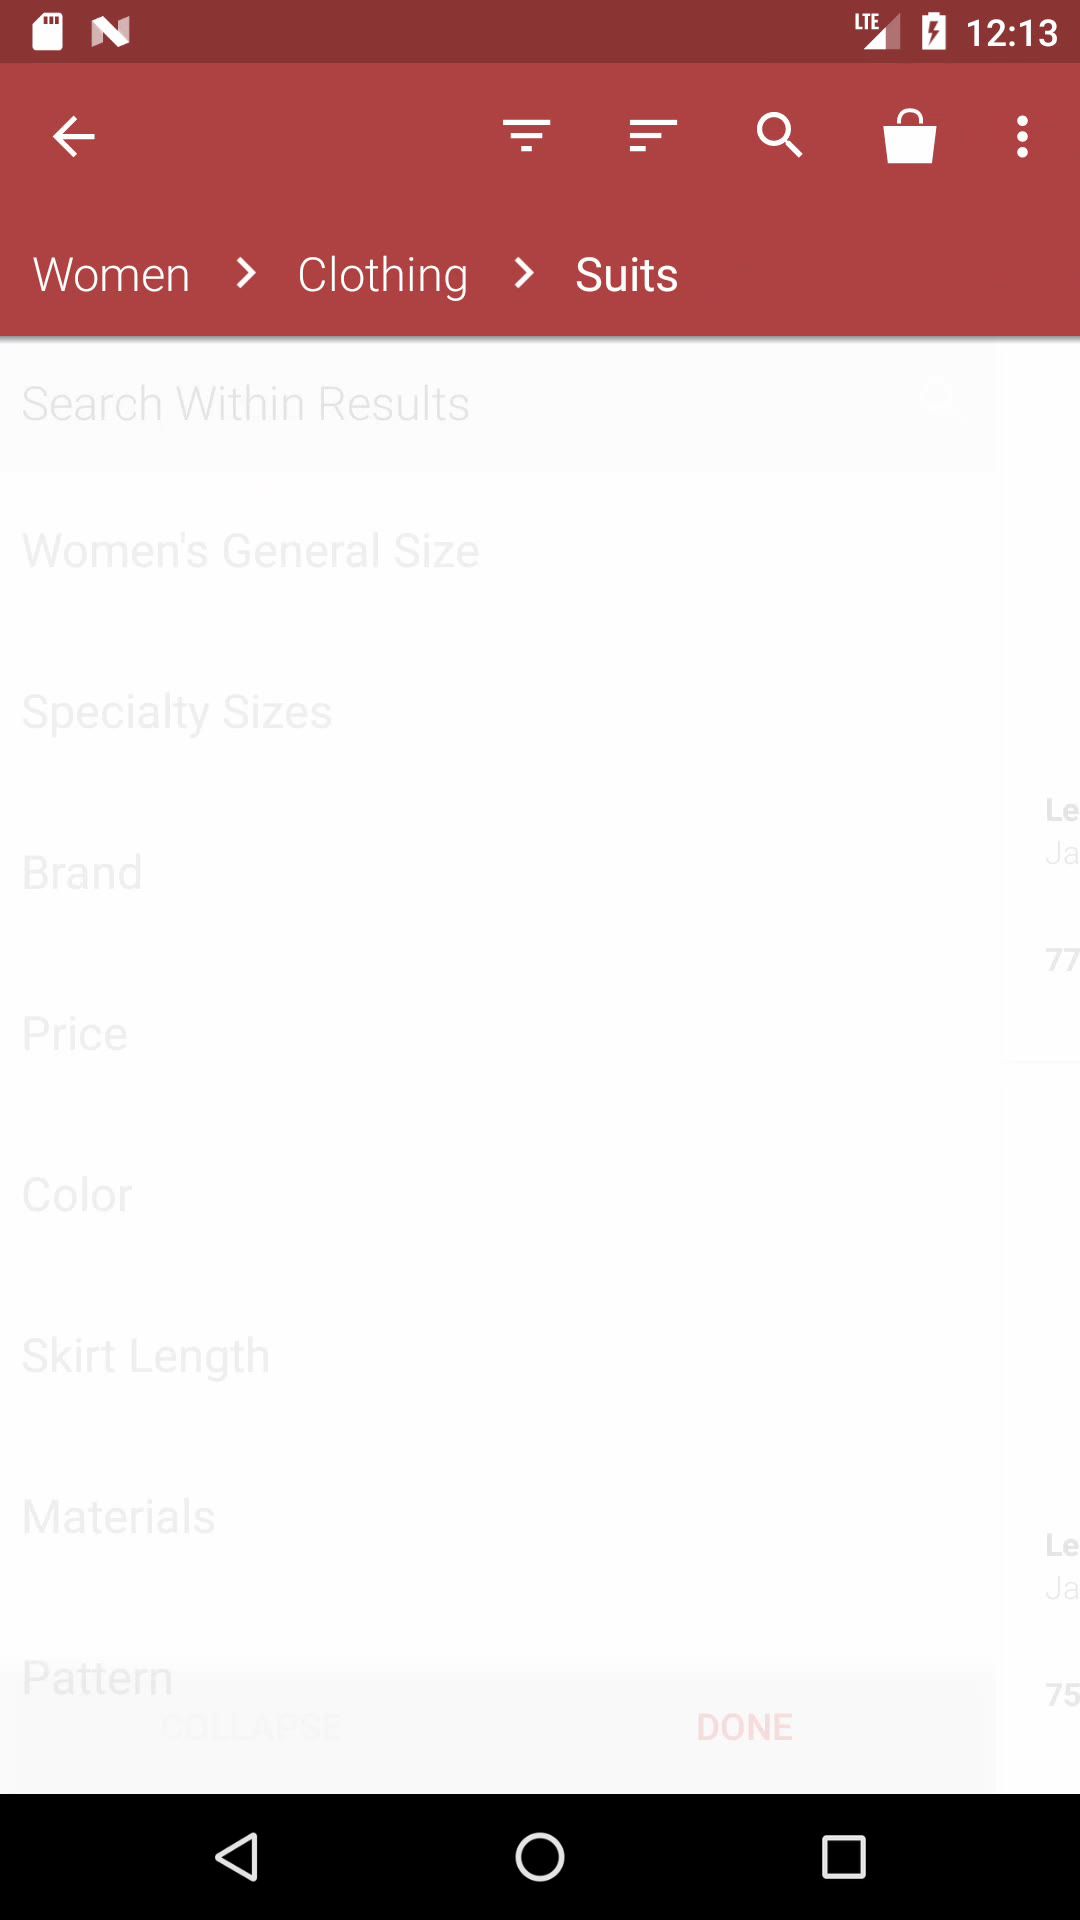 LTE 12:13
Women Clothing Suits
Search Within Results
Women's General Size
Specialty Sizes
Brand
Le
Ja
77
Price
Color
Skirt Length
Materials
Le
Ja
Pattern
75
COLLAPSE DONE